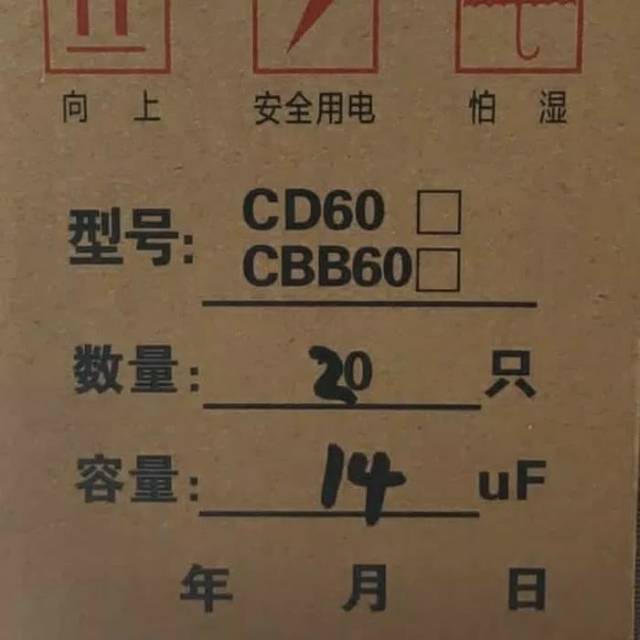 向上 安全用电 怕湿
型号: CD60 □
CBB60□
数量: 20 只
容量: 14 uF
年 月 日